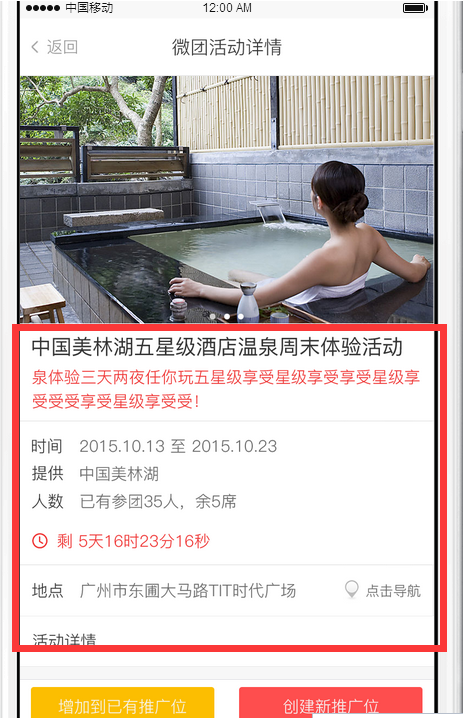 中国移动 12:00 AM
返回 微团活动详情
中国美林湖五星级酒店温泉周末体验活动
泉体验三天两夜任你玩五星级享受星级享受享受星级享
受受受享受星级享受受!
时间 2015.10.13 至 2015.10.23
提供 中国美林湖
人数 已有参团35人，余5席
剩 5天16时23分16秒
地点 广州市东圃大马路TIT时代广场 点击导航
活动详情
增加到已有推广位 创建新推广位